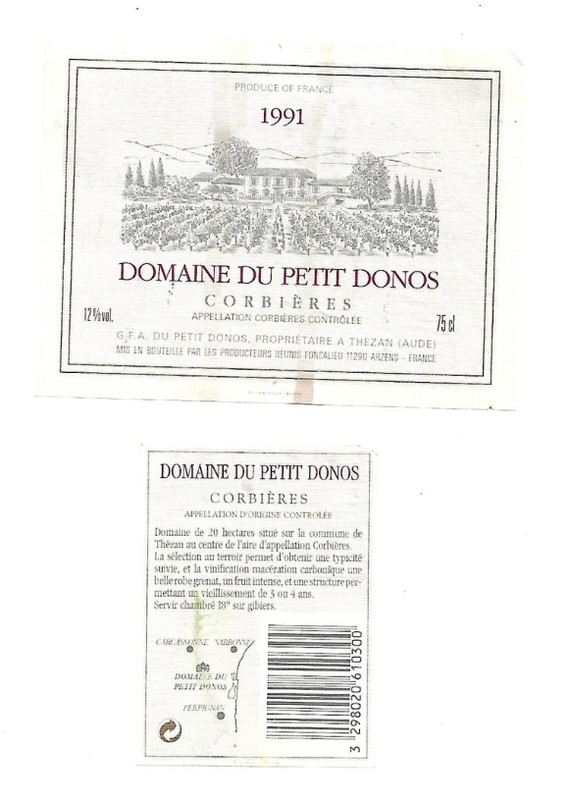 PRODUCE OF FRANCE
1991
DOMAINE DU PETIT DONOS
CORBIÈRES
APPELLATION CORBIÈRES CONTRÔLÉE
12%vol.
75 cl
G.F.A. DU PETIT DONOS, PROPRIÉTAIRE A THEZAN (AUDE)
MIS EN BOUTEILLE PAR LES PRODUCTEURS RÉUNIS FONCALIEU 11290 ARZENS - FRANCE
DOMAINE DU PETIT DONOS
CORBIÈRES
APPELLATION D'ORIGINE CONTRÔLÉE
Domaine de 20 hectares situé sur la commune de
Thézan au centre de l'aire d'appellation Corbières.
La sélection au terroir permet d'obtenir une typicité
suivie, et la vinification macération carbonique une
belle robe grenat, un fruit intense, et une structure per-
mettant un vieillissement de 3 ou 4 ans.
Servir chambré 18° sur gibiers.
CARCASSONNE NARBONNE
DOMAINE DU
PETIT DONOS
PERPIGNAN
3 298020 610300